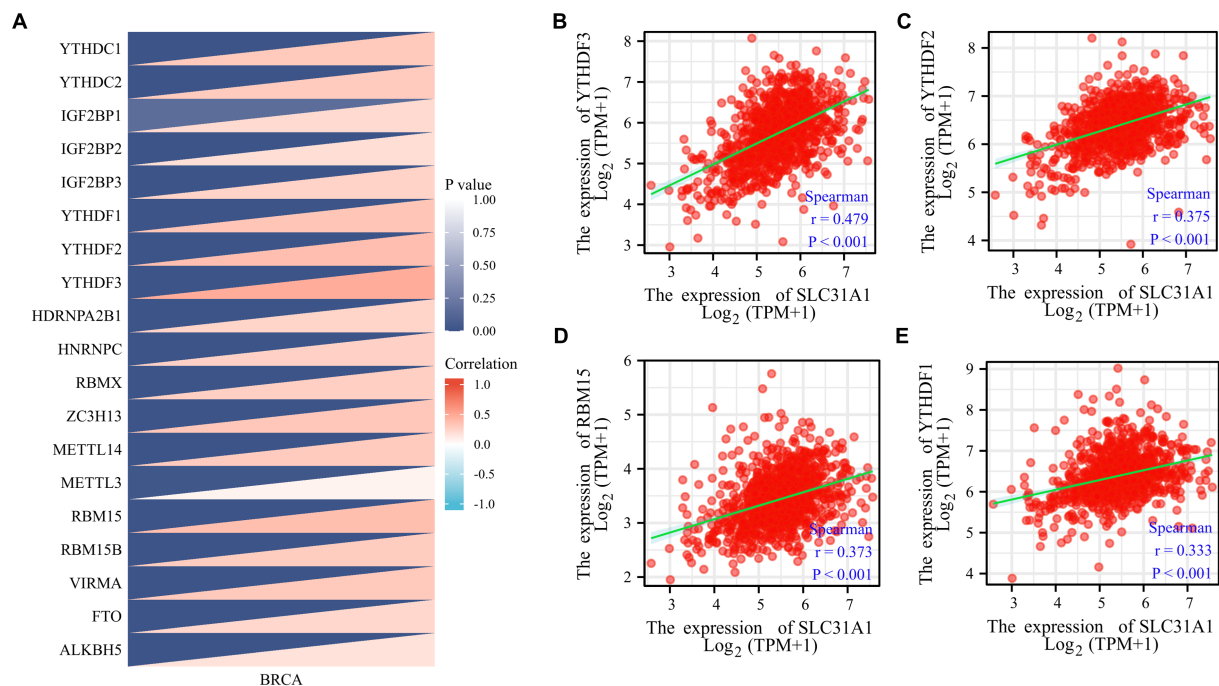 A
YTHDC1
YTHDC2
IGF2BP1
IGF2BP2
IGF2BP3
YTHDF1
YTHDF2
YTHDF3
HDRNPA2B1
HNRNPC
RBMX
ZC3H13
METTL14
METTL3
RBM15
RBM15B
VIRMA
FTO
ALKBH5
BRCA
P value
1.00
0.75
0.50
0.25
0.00
Correlation
1.0
0.5
0.0
-0.5
-1.0
B
The expression of YTHDF3
Log2 (TPM+1)
8
7
6
5
4
3
Spearman
r = 0.479
P < 0.001
3 4 5 6 7
The expression of SLC31A1
Log2 (TPM+1)
C
The expression of YTHDF2
Log2 (TPM+1)
8
7
6
5
4
Spearman
r = 0.375
P < 0.001
3 4 5 6 7
The expression of SLC31A1
Log2 (TPM+1)
D
The expression of RBM15
Log2 (TPM+1)
6
5
4
3
2
Spearman
r = 0.373
P < 0.001
3 4 5 6 7
The expression of SLC31A1
Log2 (TPM+1)
E
The expression of YTHDF1
Log2 (TPM+1)
9
8
7
6
5
4
Spearman
r = 0.333
P < 0.001
3 4 5 6 7
The expression of SLC31A1
Log2 (TPM+1)